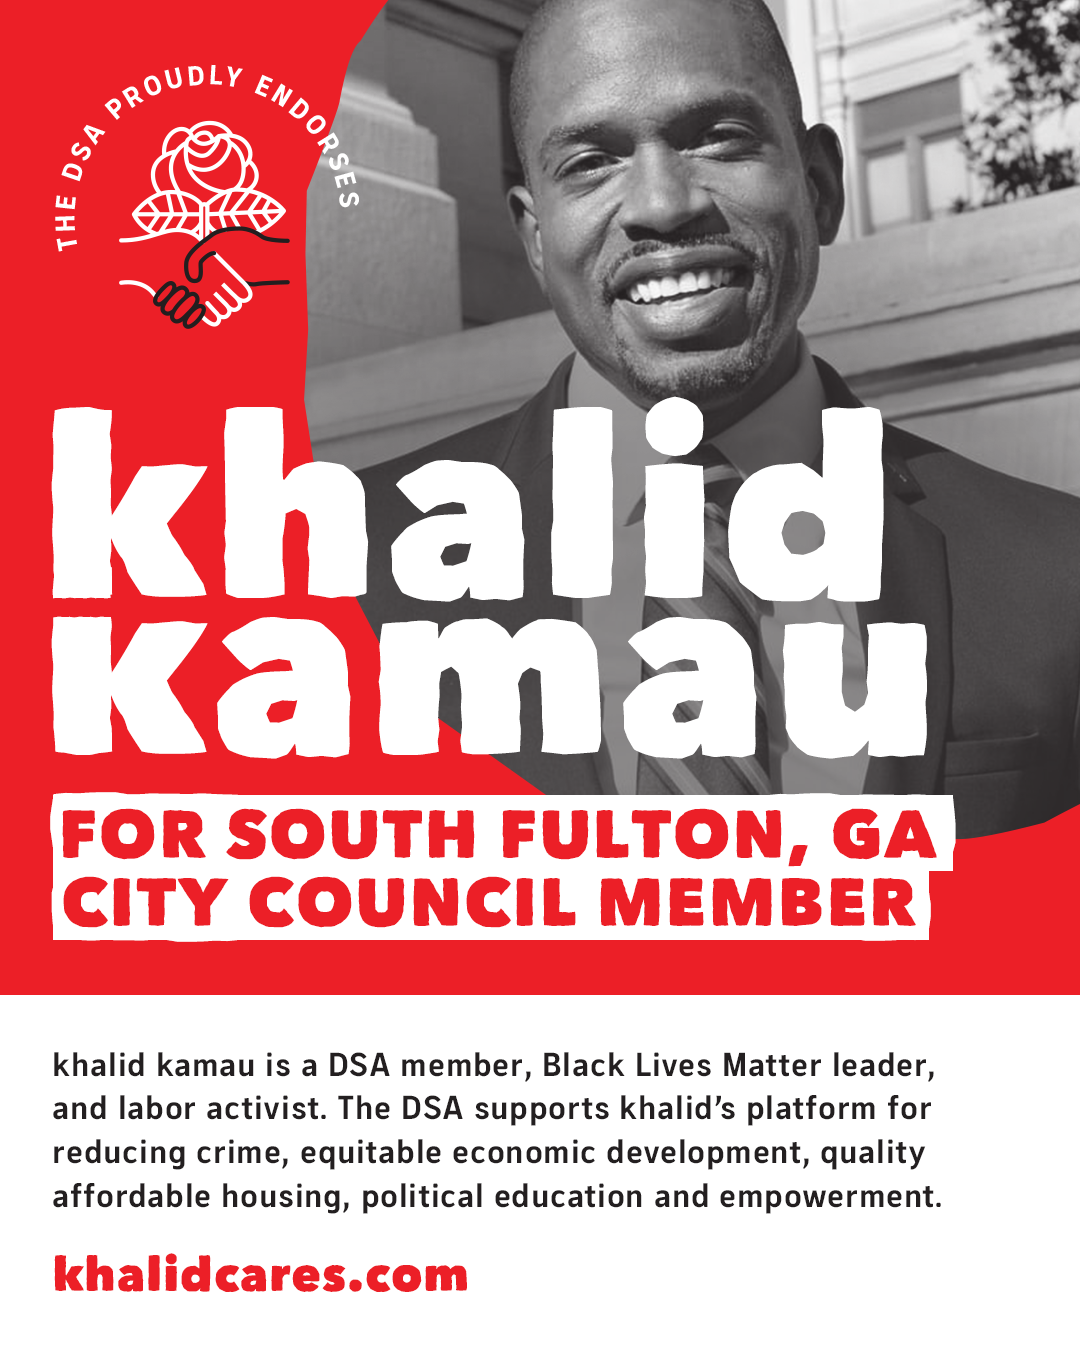 THE DSA PROUDLY ENDORSES
khalid
kamau
FOR SOUTH FULTON, GA
CITY COUNCIL MEMBER
khalid kamau is a DSA member, Black Lives Matter leader,
and labor activist. The DSA supports khalid’s platform for
reducing crime, equitable economic development, quality
affordable housing, political education and empowerment.
khalidcares.com